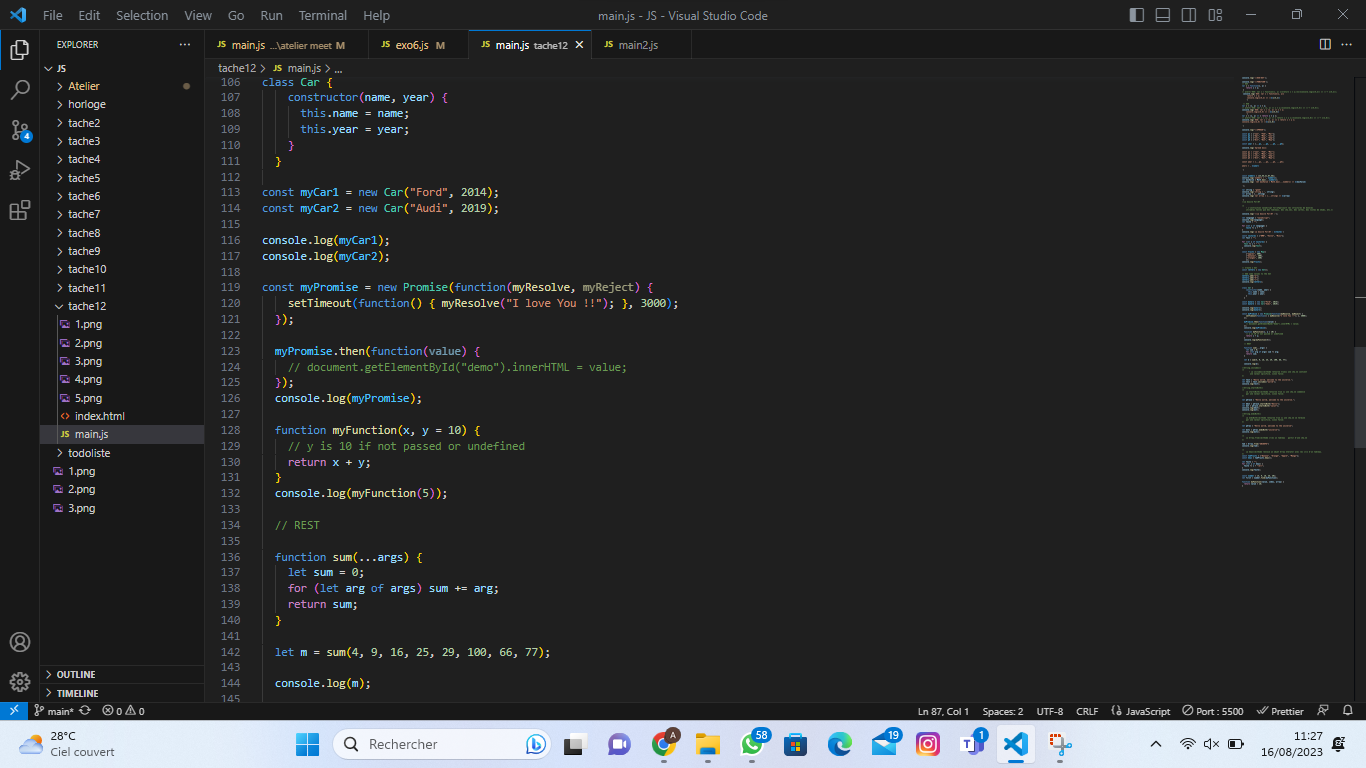 File Edit Selection View Go Run Terminal Help main.js - JS - Visual Studio Code
EXPLORER ...
JS
Atelier
horloge
tache2
tache3
tache4
tache5
tache6
tache7
tache8
tache9
tache10
tache11
tache12
1.png
2.png
3.png
4.png
5.png
index.html
JS main.js
todoliste
1.png
2.png
3.png
OUTLINE
TIMELINE
4
JS main.js ...\atelier meet M JS exo6.js M JS main.js tache12 JS main2.js
tache12 > JS main.js > ...
106 class Car {
107 constructor(name, year) {
108 this.name = name;
109 this.year = year;
110 }
111 }
112
113 const myCar1 = new Car("Ford", 2014);
114 const myCar2 = new Car("Audi", 2019);
115
116 console.log(myCar1);
117 console.log(myCar2);
118
119 const myPromise = new Promise(function(myResolve, myReject) {
120 setTimeout(function() { myResolve("I love You !!"); }, 3000);
121 });
122
123 myPromise.then(function(value) {
124 // document.getElementById("demo").innerHTML = value;
125 });
126 console.log(myPromise);
127
128 function myFunction(x, y = 10) {
129 // y is 10 if not passed or undefined
130 return x + y;
131 }
132 console.log(myFunction(5));
133
134 // REST
135
136 function sum(...args) {
137 let sum = 0;
138 for (let arg of args) sum += arg;
139 return sum;
140 }
141
142 let m = sum(4, 9, 16, 25, 29, 100, 66, 77);
143
144 console.log(m);
145
main* 0 0 Ln 87, Col 1 Spaces: 2 UTF-8 CRLF JavaScript Port : 5500 Prettier
28°C
Ciel couvert
Rechercher
A
58
19
1
11:27
16/08/2023